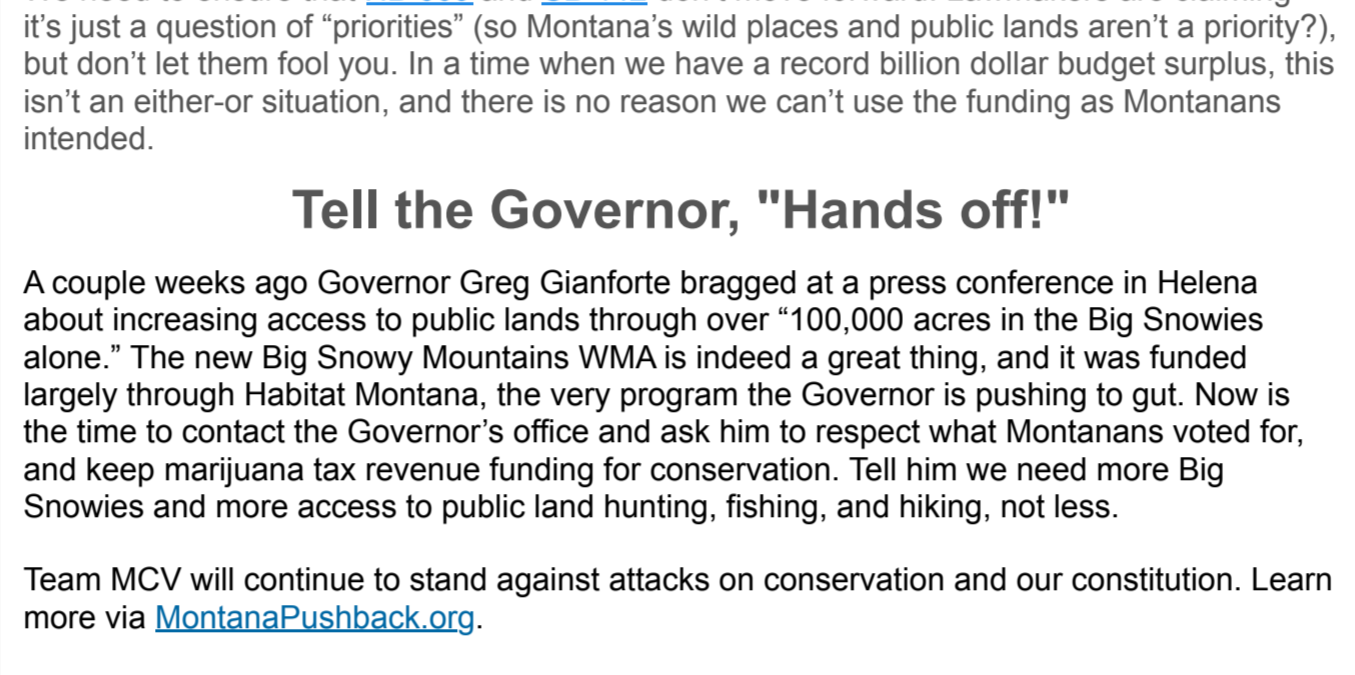 it’s just a question of “priorities” (so Montana’s wild places and public lands aren’t a priority?),
but don’t let them fool you. In a time when we have a record billion dollar budget surplus, this
isn’t an either-or situation, and there is no reason we can’t use the funding as Montanans
intended.
Tell the Governor, "Hands off!"
A couple weeks ago Governor Greg Gianforte bragged at a press conference in Helena
about increasing access to public lands through over “100,000 acres in the Big Snowies
alone.” The new Big Snowy Mountains WMA is indeed a great thing, and it was funded
largely through Habitat Montana, the very program the Governor is pushing to gut. Now is
the time to contact the Governor’s office and ask him to respect what Montanans voted for,
and keep marijuana tax revenue funding for conservation. Tell him we need more Big
Snowies and more access to public land hunting, fishing, and hiking, not less.
Team MCV will continue to stand against attacks on conservation and our constitution. Learn
more via MontanaPushback.org.